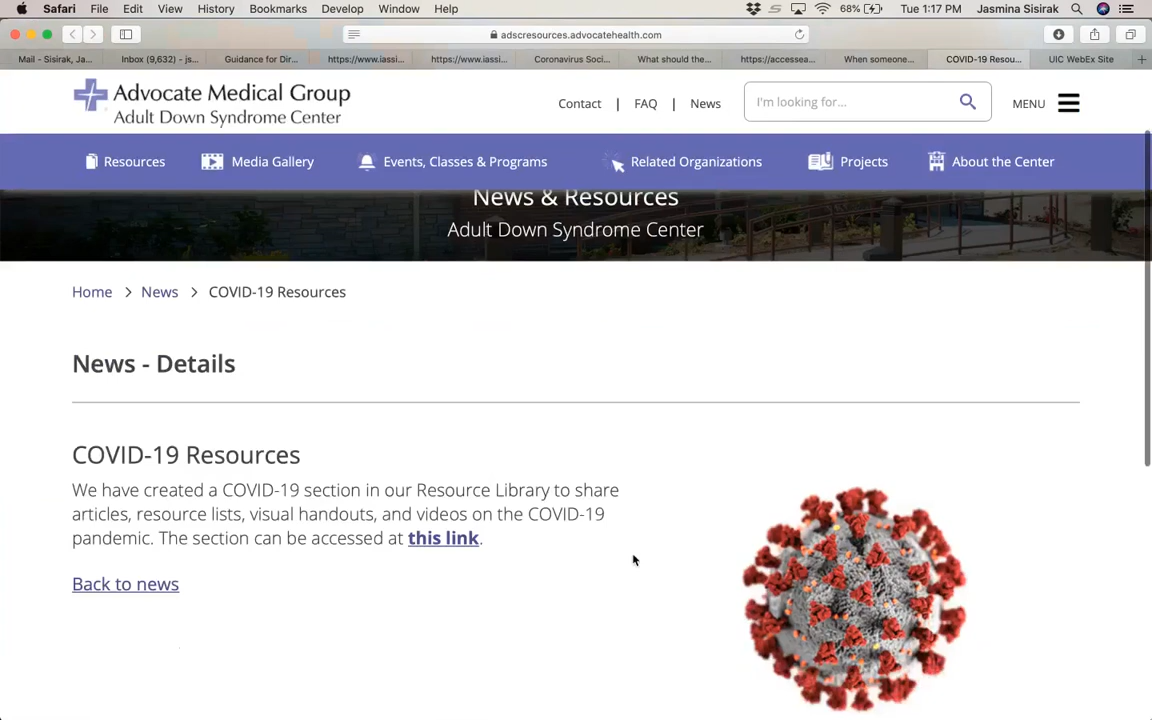 Safari File Edit View History Bookmarks Develop Window Help 68% Tue 1:17 PM Jasmina Sisirak
adscresources.advocatehealth.com
Mail - Sisirak, Ja... Inbox (9,632) - js... Guidance for Dir... https://www.iassi... https://www.iassi... Coronavirus Soci... What should the... https://accessea... When someone... COVID-19 Resou... UIC WebEx Site
Advocate Medical Group
Adult Down Syndrome Center
Contact | FAQ | News I'm looking for... MENU
Resources Media Gallery Events, Classes & Programs Related Organizations Projects About the Center
News & Resources
Adult Down Syndrome Center
Home > News > COVID-19 Resources
News - Details
COVID-19 Resources
We have created a COVID-19 section in our Resource Library to share
articles, resource lists, visual handouts, and videos on the COVID-19
pandemic. The section can be accessed at this link.
Back to news